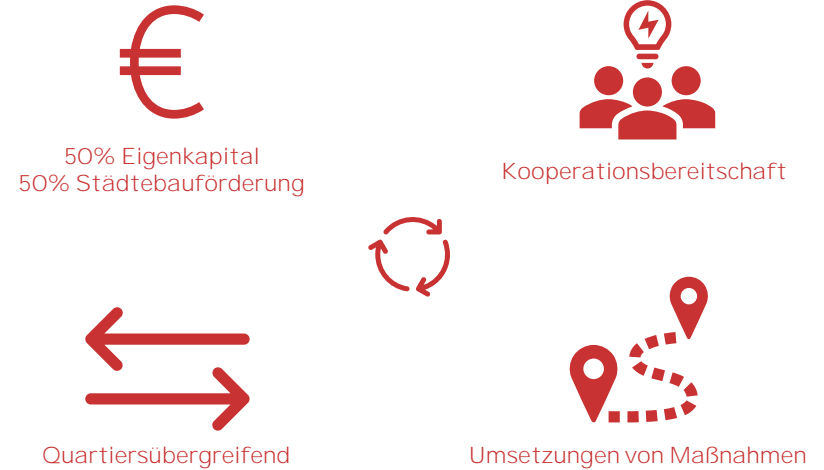 50% Eigenkapital
50% Städtebauförderung
Kooperationsbereitschaft
Quartiersübergreifend
Umsetzungen von Maßnahmen